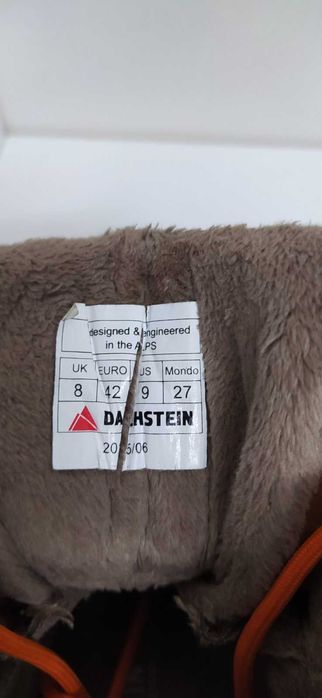 designed & engineered
in the ALPS
UK EURO US Mondo
8 42 9 27
DACHSTEIN